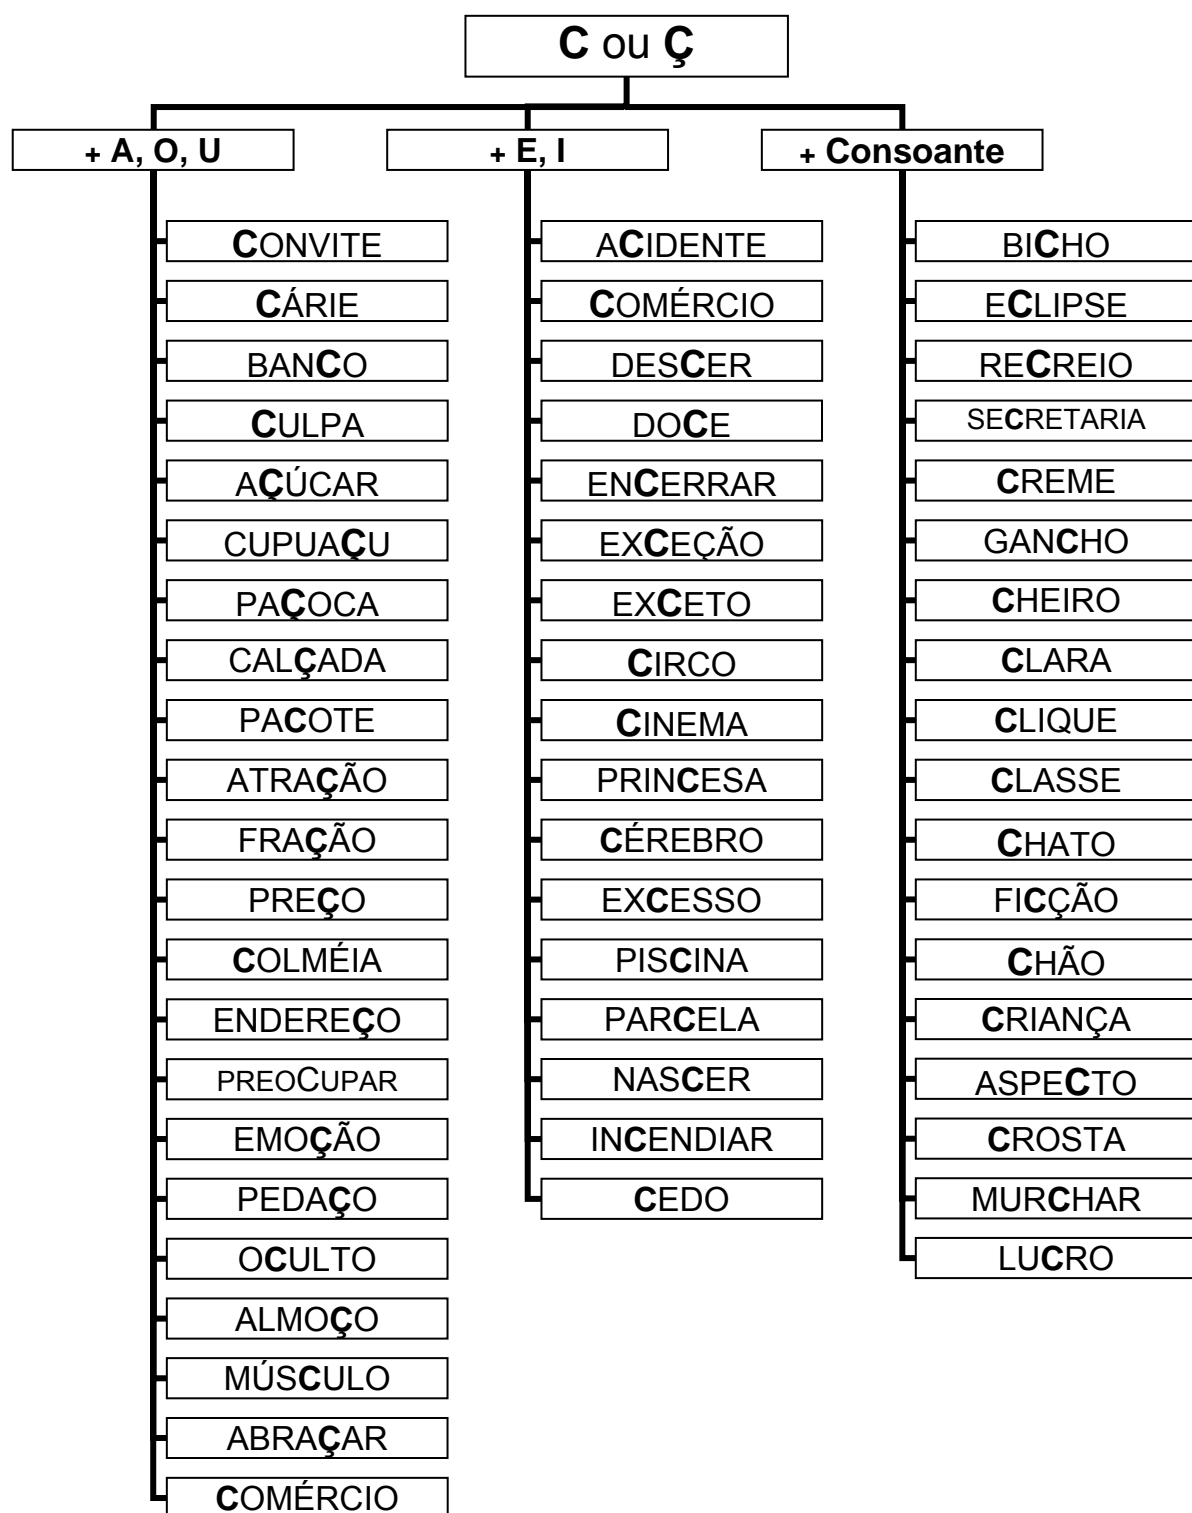 C ou Ç
+ A, O, U
CONVITE
CÁRIE
BANCO
CULPA
AÇÚCAR
CUPUAÇU
PAÇOCA
CALÇADA
PACOTE
ATRAÇÃO
FRAÇÃO
PREÇO
COLMÉIA
ENDEREÇO
PREOCUPAR
EMOÇÃO
PEDAÇO
OCULTO
ALMOÇO
MÚSCULO
ABRAÇAR
COMÉRCIO
+ E, I
ACIDENTE
COMÉRCIO
DESCER
DOCE
ENCERRAR
EXCEÇÃO
EXCETO
CIRCO
CINEMA
PRINCESA
CÉREBRO
EXCESSO
PISCINA
PARCELA
NASCER
INCENDIAR
CEDO
+ Consoante
BICHO
ECLIPSE
RECREIO
SECRETARIA
CREME
GANCHO
CHEIRO
CLARA
CLIQUE
CLASSE
CHATO
FICÇÃO
CHÃO
CRIANÇA
ASPECTO
CROSTA
MURCHAR
LUCRO